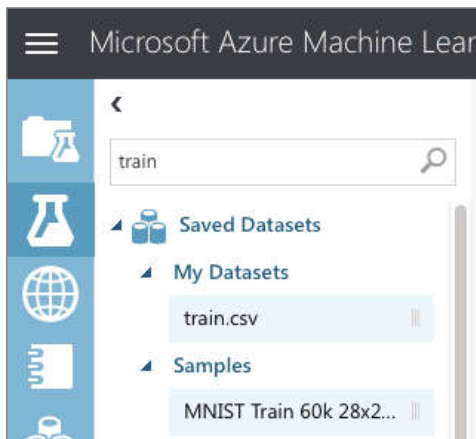 Microsoft Azure Machine Lear
train
Saved Datasets
My Datasets
train.csv
Samples
MNIST Train 60k 28x2...